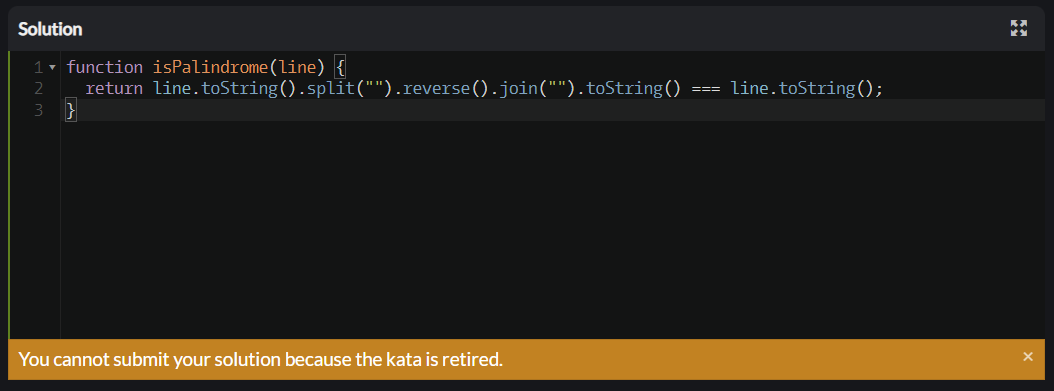 Solution
1 function isPalindrome(line) {
2 return line.toString().split("").reverse().join("").toString() === line.toString();
3 }
You cannot submit your solution because the kata is retired. ×